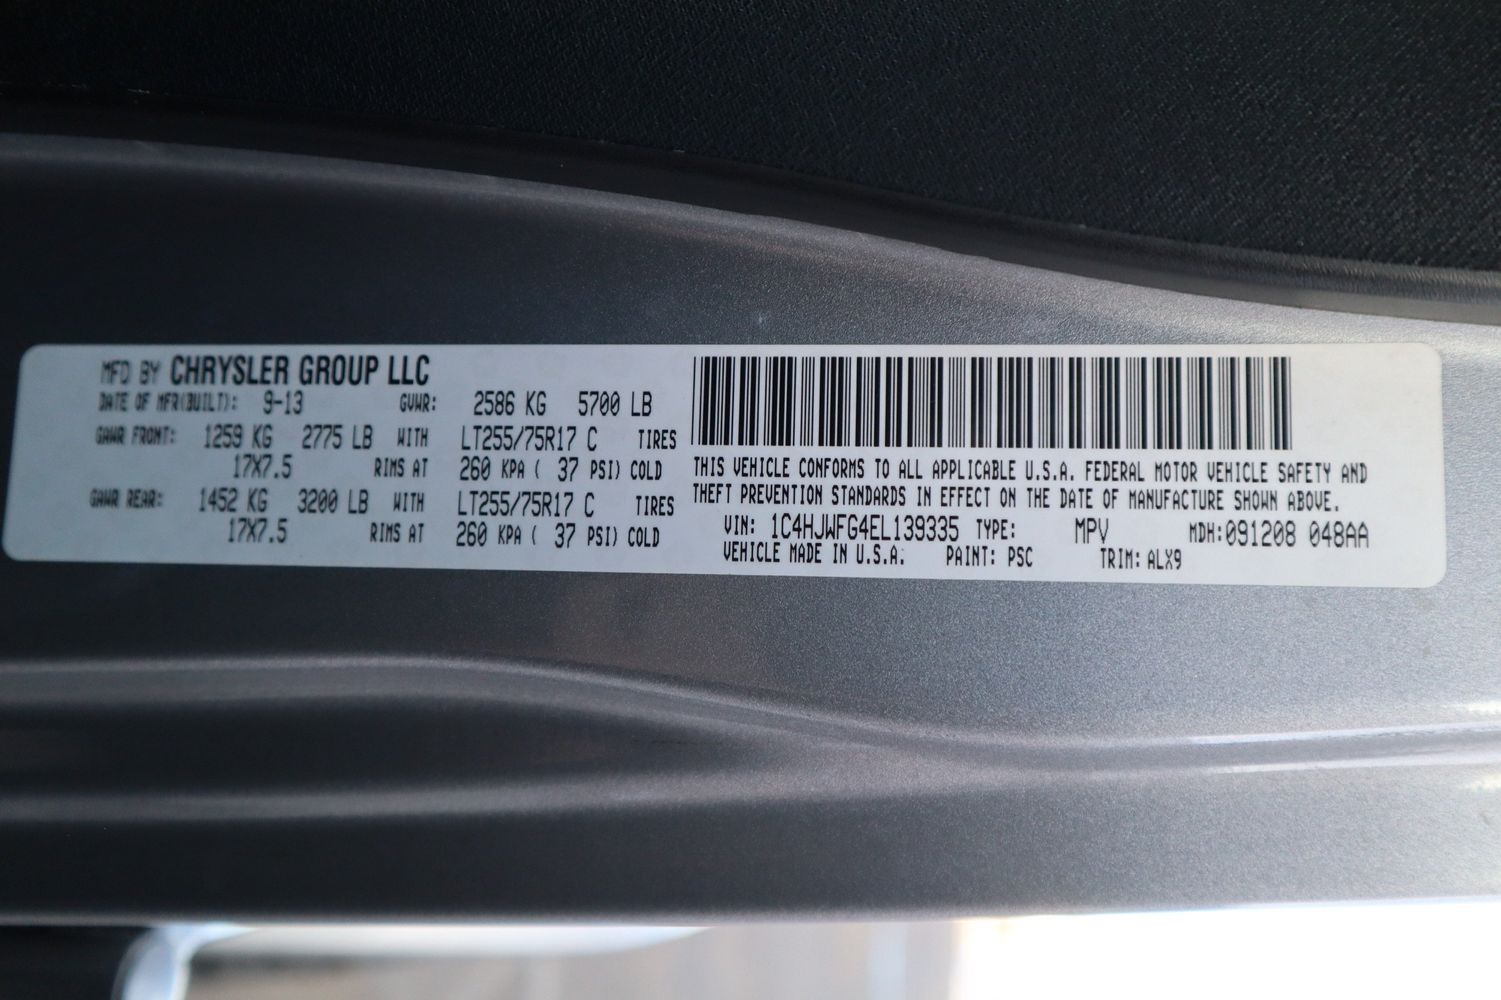 MFD BY CHRYSLER GROUP LLC
DATE OF MFR(BUILT): 9-13 GVWR: 2586 KG 5700 LB
GAWR FRONT: 1259 KG 2775 LB WITH LT255/75R17 C TIRES
17X7.5 RIMS AT 260 KPA ( 37 PSI) COLD
GAWR REAR: 1452 KG 3200 LB WITH LT255/75R17 C TIRES
17X7.5 RIMS AT 260 KPA ( 37 PSI) COLD
THIS VEHICLE CONFORMS TO ALL APPLICABLE U.S.A. FEDERAL MOTOR VEHICLE SAFETY AND
THEFT PREVENTION STANDARDS IN EFFECT ON THE DATE OF MANUFACTURE SHOWN ABOVE.
VIN: 1C4HJWFG4EL139335 TYPE: MPV MDH:091208 048AA
VEHICLE MADE IN U.S.A. PAINT: PSC TRIM: ALX9